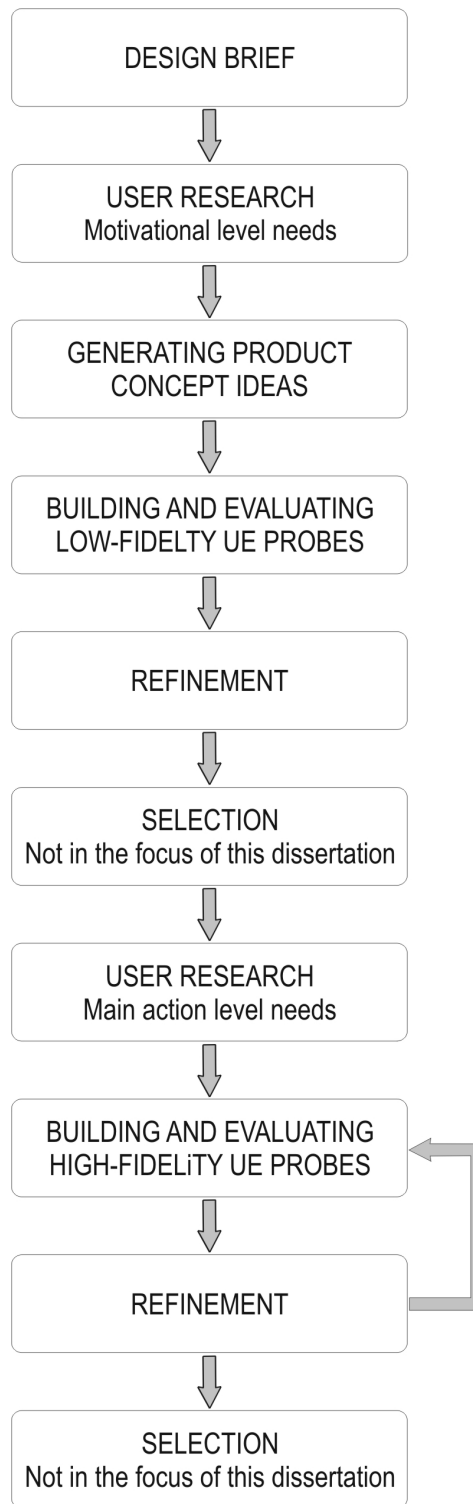 DESIGN BRIEF
USER RESEARCH
Motivational level needs
GENERATING PRODUCT
CONCEPT IDEAS
BUILDING AND EVALUATING
LOW-FIDELTY UE PROBES
REFINEMENT
SELECTION
Not in the focus of this dissertation
USER RESEARCH
Main action level needs
BUILDING AND EVALUATING
HIGH-FIDELiTY UE PROBES
REFINEMENT
SELECTION
Not in the focus of this dissertation